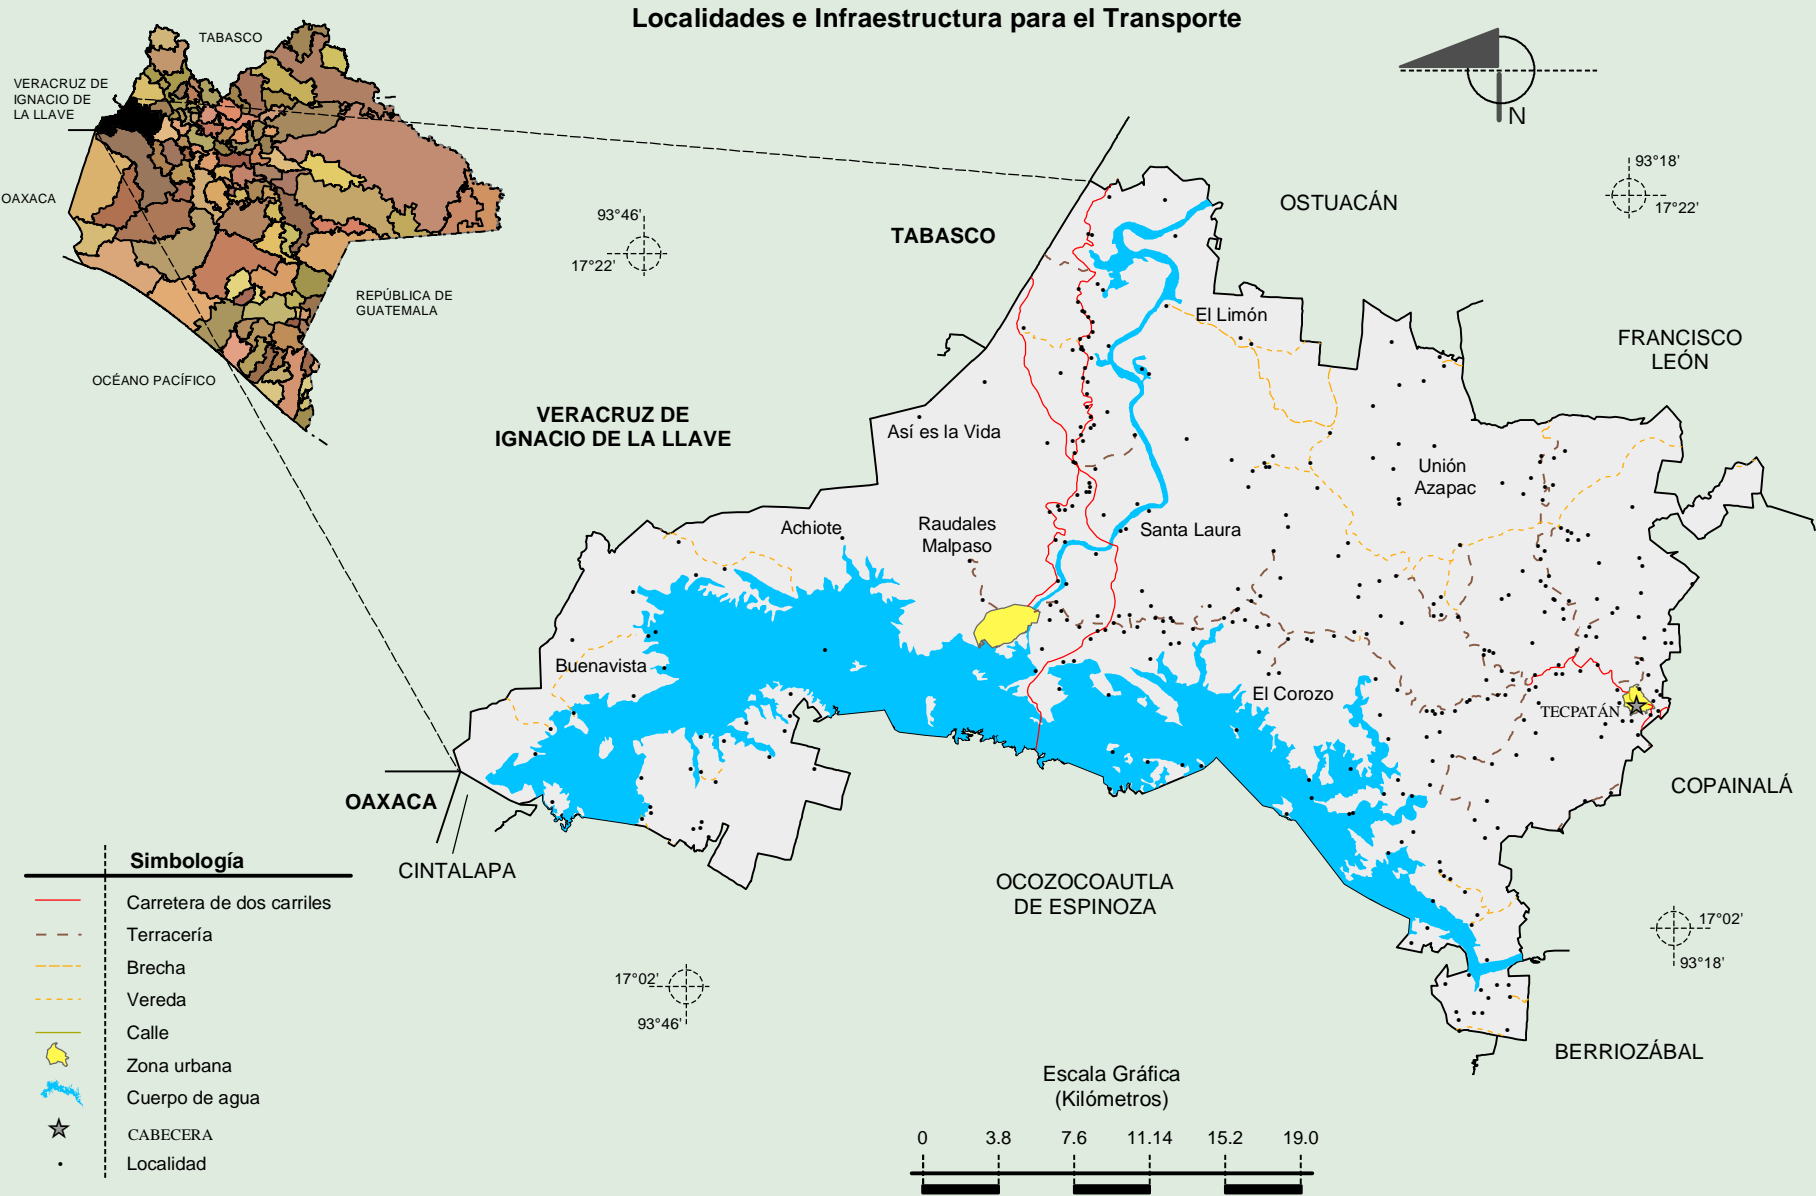 Localidades e Infraestructura para el Transporte
TABASCO
VERACRUZ DE
IGNACIO DE
LA LLAVE
OAXACA
REPÚBLICA DE
GUATEMALA
OCÉANO PACÍFICO
N
93°46'
17°22'
93°18'
17°22'
TABASCO
OSTUACÁN
FRANCISCO
LEÓN
VERACRUZ DE
IGNACIO DE LA LLAVE
El Limón
Así es la Vida
Unión
Azapac
Achiote
Raudales
Malpaso
Santa Laura
Buenavista
El Corozo
TECPATÁN
OAXACA
CINTALAPA
COPAINALÁ
OCOZOCOAUTLA
DE ESPINOZA
17°02'
93°46'
17°02'
93°18'
BERRIOZÁBAL
Simbología
Carretera de dos carriles
Terracería
Brecha
Vereda
Calle
Zona urbana
Cuerpo de agua
CABECERA
Localidad
Escala Gráfica
(Kilómetros)
0 3.8 7.6 11.14 15.2 19.0